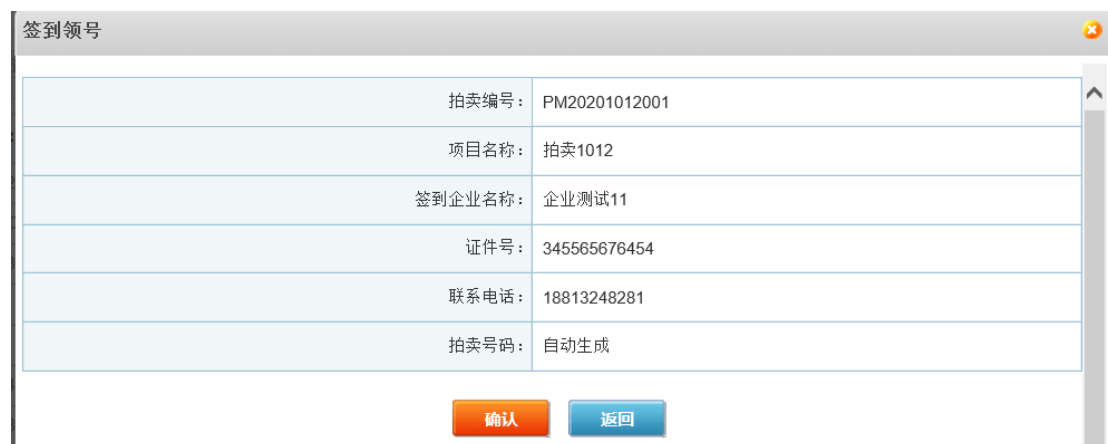 签到领号
拍卖编号： PM20201012001
项目名称： 拍卖1012
签到企业名称： 企业测试11
证件号： 345565676454
联系电话： 18813248281
拍卖号码： 自动生成
确认 返回